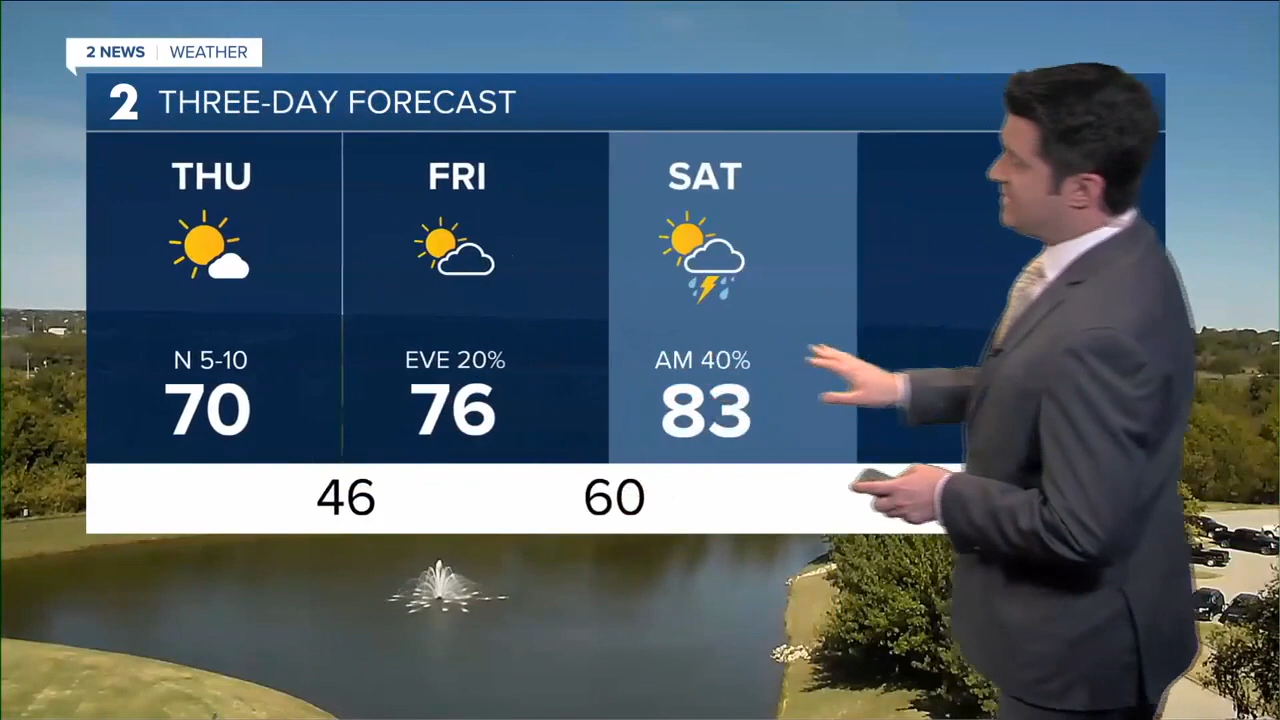 2 NEWS | WEATHER
2 THREE-DAY FORECAST
THU FRI SAT
N 5-10 EVE 20% AM 40%
70 76 83
46 60